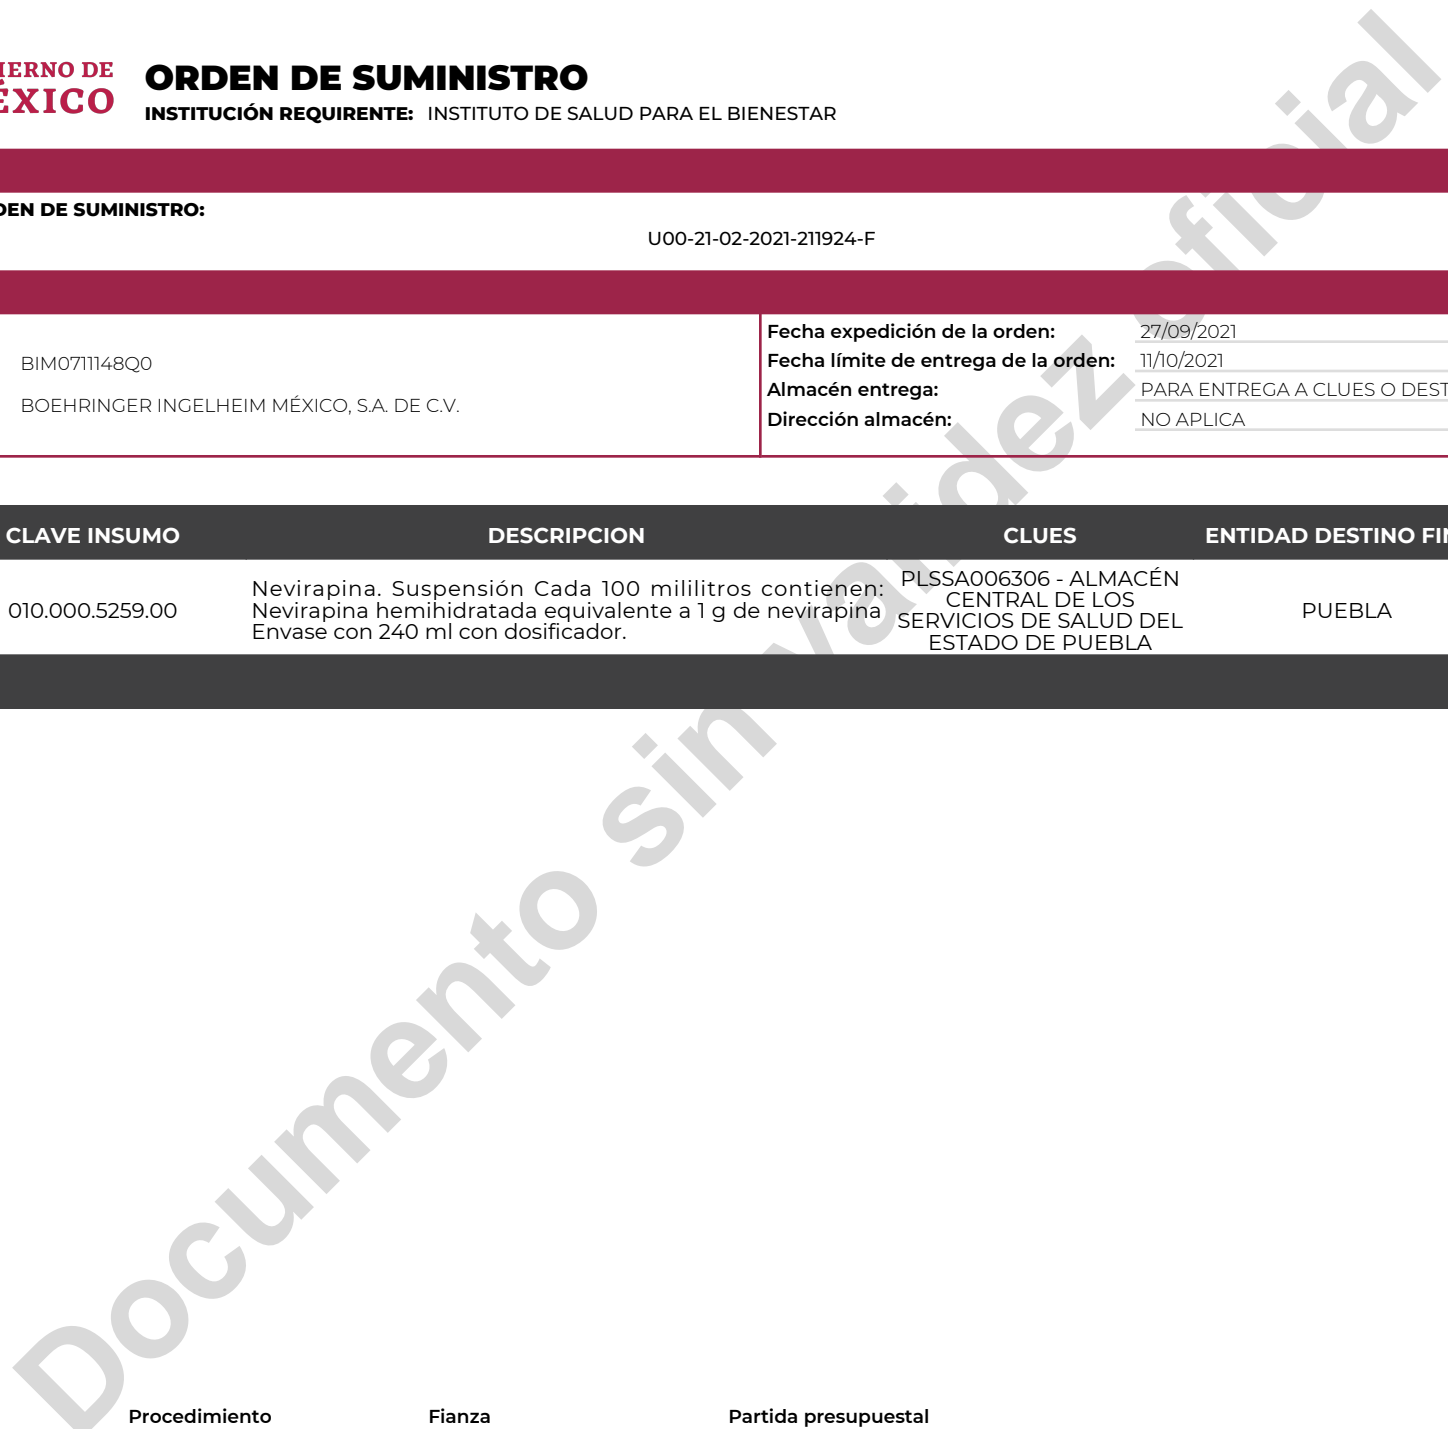 IERNO DE
ÉXICO
ORDEN DE SUMINISTRO
INSTITUCIÓN REQUIRENTE: INSTITUTO DE SALUD PARA EL BIENESTAR
DEN DE SUMINISTRO:
U00-21-02-2021-211924-F
BIM0711148Q0
BOEHRINGER INGELHEIM MÉXICO, S.A. DE C.V.
Fecha expedición de la orden: 27/09/2021
Fecha límite de entrega de la orden: 11/10/2021
Almacén entrega: PARA ENTREGA A CLUES O DEST
Dirección almacén: NO APLICA
CLAVE INSUMO DESCRIPCION CLUES ENTIDAD DESTINO FIN
010.000.5259.00
Nevirapina. Suspensión Cada 100 mililitros contienen:
Nevirapina hemihidratada equivalente a 1 g de nevirapina
Envase con 240 ml con dosificador.
PLSSA006306 - ALMACÉN
CENTRAL DE LOS
SERVICIOS DE SALUD DEL
ESTADO DE PUEBLA
PUEBLA
Documento sin validez oficial
Procedimiento Fianza Partida presupuestal